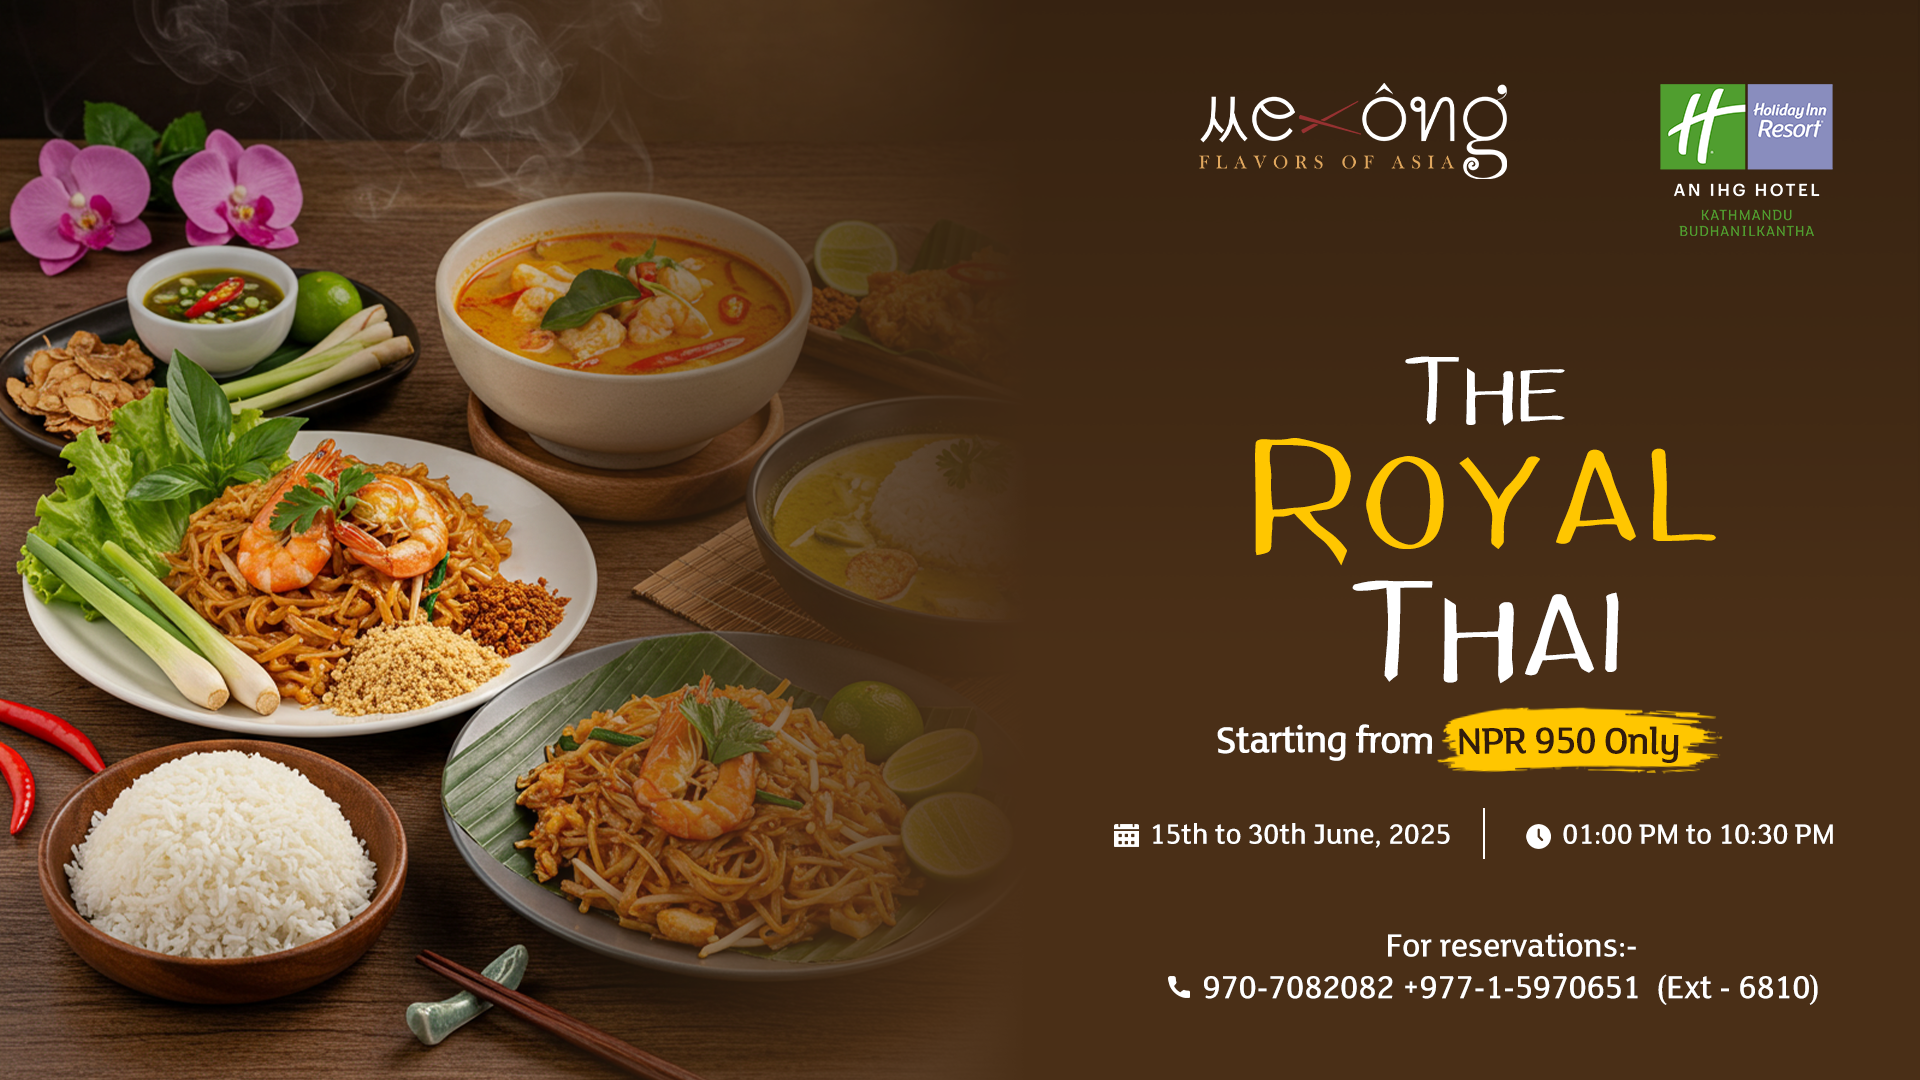 Me ông
FLAVORS OF ASIA
H Holiday Inn
Resort
AN IHG HOTEL
KATHMANDU
BUDHANILKANTHA
THE
ROYAL
THAI
Starting from NPR 950 Only
15th to 30th June, 2025
01:00 PM to 10:30 PM
For reservations:-
970-7082082 +977-1-5970651 (Ext - 6810)